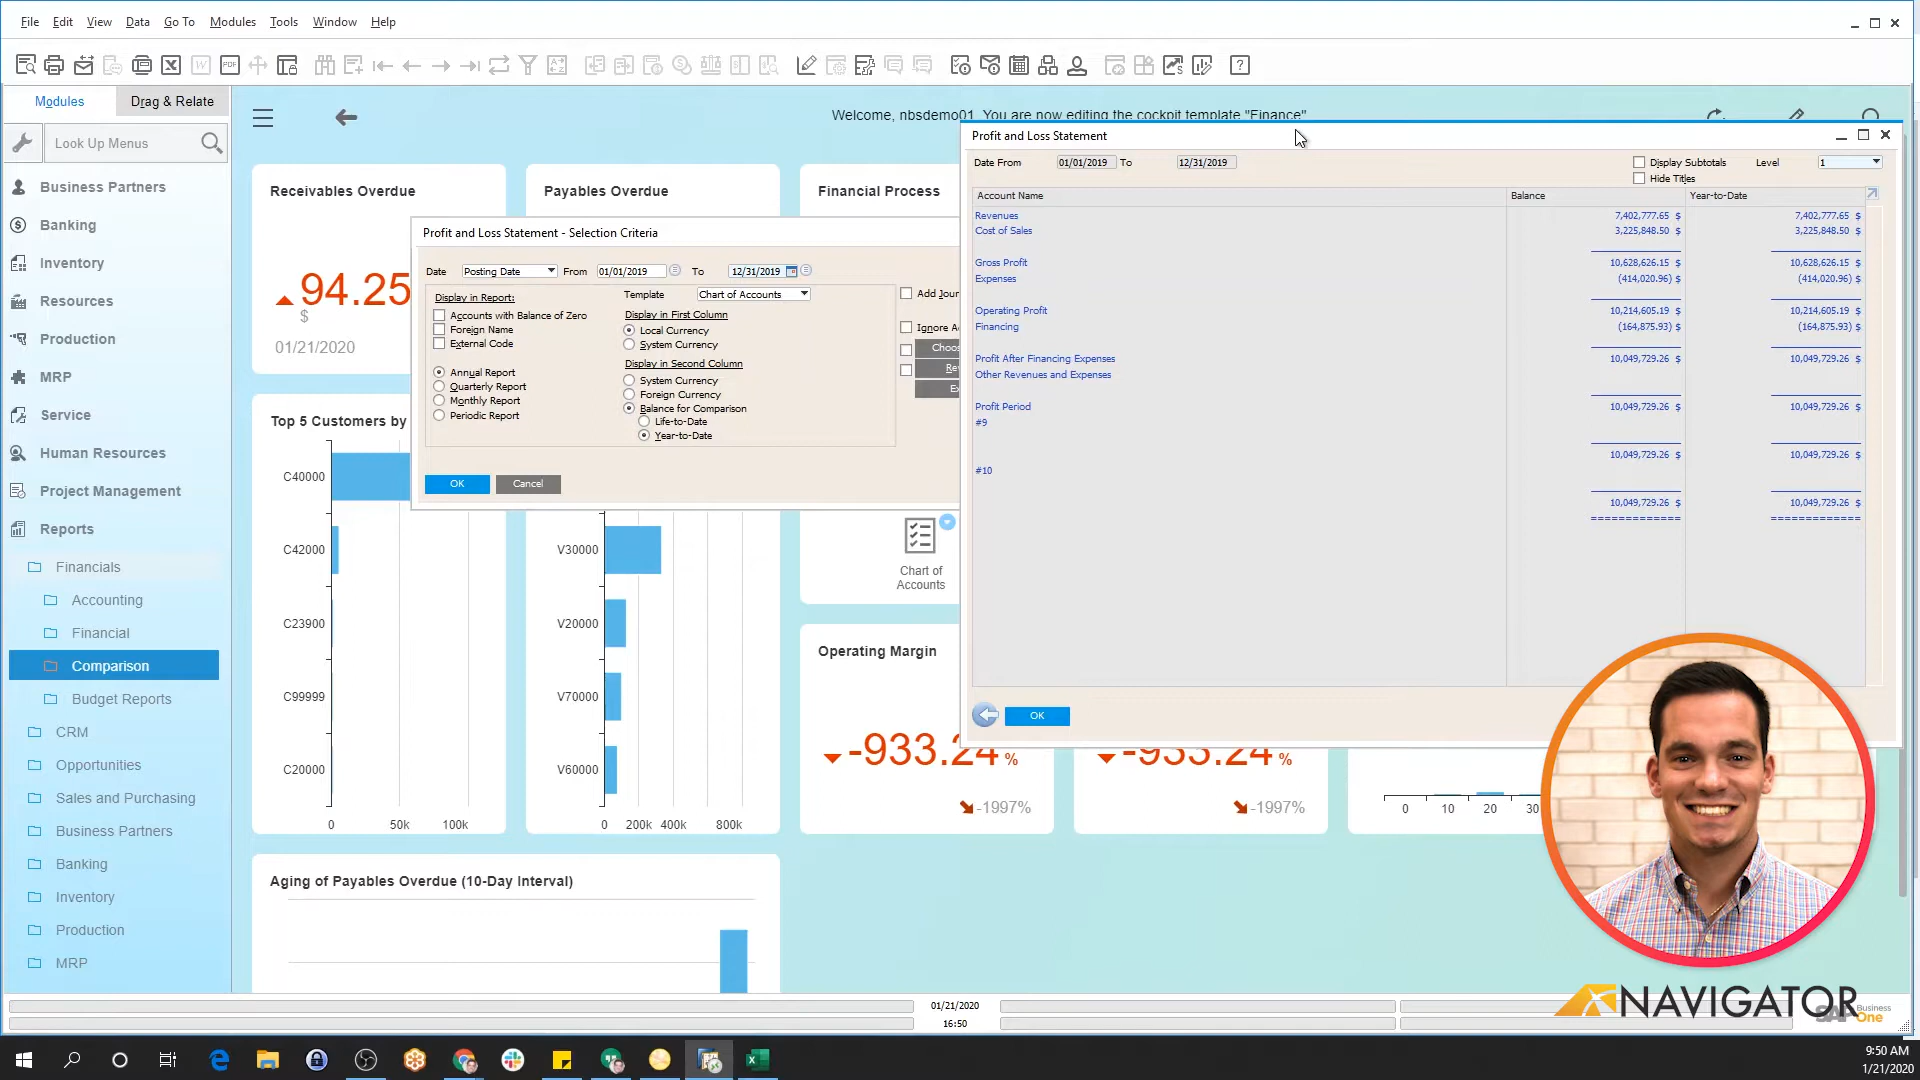 File Edit View Data Go To Modules Tools Window Help
Modules Drag & Relate
Look Up Menus
Business Partners
Banking
Inventory
Resources
Production
MRP
Service
Human Resources
Project Management
Reports
Financials
Accounting
Financial
Comparison
Budget Reports
CRM
Opportunities
Sales and Purchasing
Business Partners
Banking
Inventory
Production
MRP
Welcome, nbsdemo01. You are now editing the cockpit template "Finance"
Receivables Overdue
94.25
$
01/21/2020
Payables Overdue
Financial Process
Top 5 Customers by
C40000
C42000
C23900
C99999
C20000
0 50k 100k
V30000
V20000
V70000
V60000
0 200k 400k 800k
Chart of
Accounts
Operating Margin
-933.24 %
-1997%
-933.24 %
-1997%
0 10 20 30
Aging of Payables Overdue (10-Day Interval)
Profit and Loss Statement - Selection Criteria
Date Posting Date From 01/01/2019 To 12/31/2019
Display in Report:
Accounts with Balance of Zero
Foreign Name
External Code
Annual Report
Quarterly Report
Monthly Report
Periodic Report
Template Chart of Accounts
Display in First Column
Local Currency
System Currency
Display in Second Column
System Currency
Foreign Currency
Balance for Comparison
Life-to-Date
Year-to-Date
Add Jour
Ignore A
Choos
Re
Ex
OK Cancel
Profit and Loss Statement
Date From 01/01/2019 To 12/31/2019
Display Subtotals Level 1
Hide Titles
Account Name Balance Year-to-Date
Revenues 7,402,777.65 $ 7,402,777.65 $
Cost of Sales 3,225,848.50 $ 3,225,848.50 $
Gross Profit 10,628,626.15 $ 10,628,626.15 $
Expenses (414,020.96) $ (414,020.96) $
Operating Profit 10,214,605.19 $ 10,214,605.19 $
Financing (164,875.93) $ (164,875.93) $
Profit After Financing Expenses 10,049,729.26 $ 10,049,729.26 $
Other Revenues and Expenses
Profit Period 10,049,729.26 $ 10,049,729.26 $
#9
10,049,729.26 $ 10,049,729.26 $
#10
10,049,729.26 $ 10,049,729.26 $
============= =============
OK
01/21/2020
16:50
NAVIGATOR
SAP Business One
9:50 AM
1/21/2020